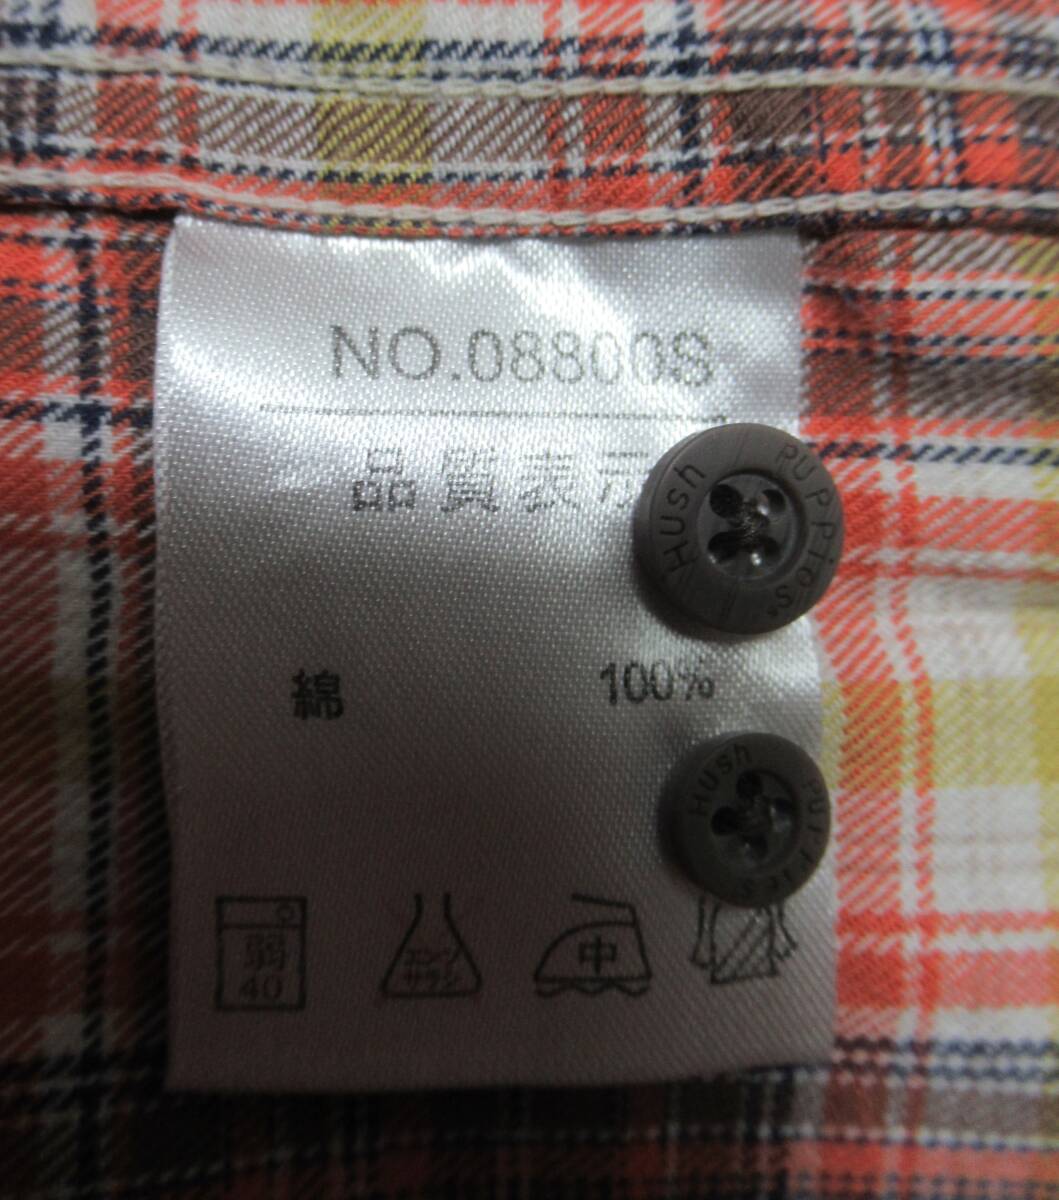 NO.08800S
品質表示
Hush PUPPieS®
綿 100%
Hush PUPPieS
弱 40
エンソ サラシ
中